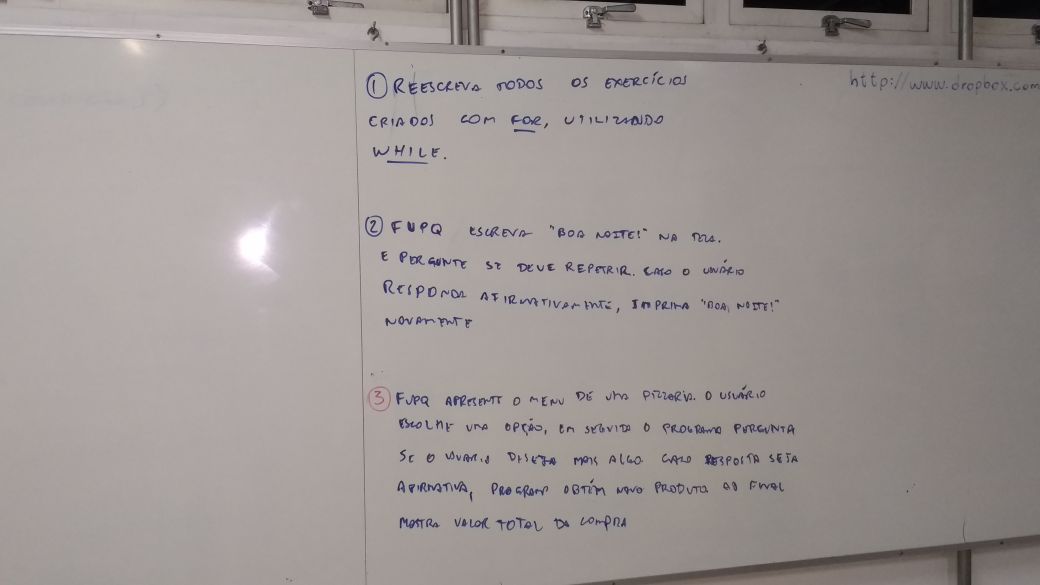 1 REESCREVA TODOS OS EXERCÍCIOS
CRIADOS COM FOR, UTILIZANDO
WHILE.
http://www.dropbox.com
2 FUPQ ESCREVA "BOA NOITE!" NA TELA.
E PERGUNTE SE DEVE REPETIR. CASO O USUÁRIO
RESPONDA AFIRMATIVAMENTE, IMPRIMA "BOA NOITE!"
NOVAMENTE
3 FUPQ APRESENTE O MENU DE UMA PIZZARIA. O USUÁRIO
ESCOLHE UMA OPÇÃO, EM SEGUIDA O PROGRAMA PERGUNTA
SE O USUARIO DESEJA MAIS ALGO. CASO RESPOSTA SEJA
AFIRMATIVA, PROGRAMA OBTÉM NOVO PRODUTO. AO FINAL
MOSTRA VALOR TOTAL DA COMPRA